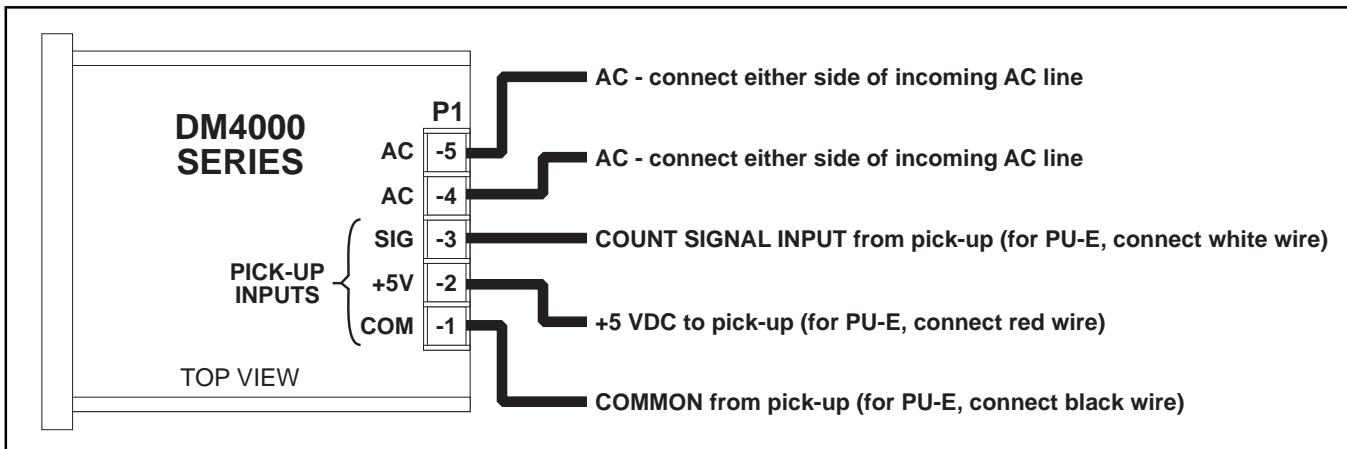 DM4000
SERIES
P1
AC -5 AC - connect either side of incoming AC line
AC -4 AC - connect either side of incoming AC line
PICK-UP
INPUTS
SIG -3 COUNT SIGNAL INPUT from pick-up (for PU-E, connect white wire)
+5V -2 +5 VDC to pick-up (for PU-E, connect red wire)
COM -1 COMMON from pick-up (for PU-E, connect black wire)
TOP VIEW